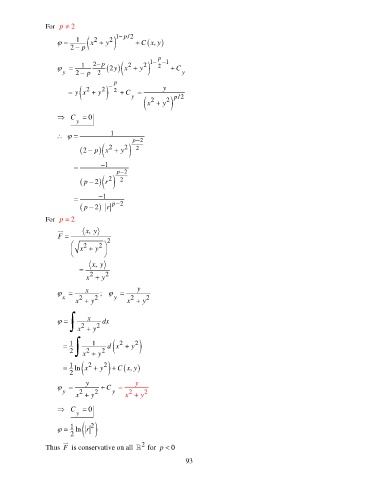 For p ≠ 2
φ = 1/(2 − p) (x² + y²)^(1−p/2) + C(x, y)
φ_y = 1/(2 − p) (2−p)/2 (2y)(x² + y²)^(1−p/2−1) + C_y
= y(x² + y²)^(−p/2) + C_y = y/(x² + y²)^(p/2)
⇒ C_y = 0
∴ φ = 1/((2 − p)(x² + y²)^((p−2)/2))
= −1/((p − 2)(r²)^((p−2)/2))
= −1/((p − 2) |r|^(p−2))
For p = 2
F⃗ = ⟨x, y⟩/(√(x² + y²))²
= ⟨x, y⟩/(x² + y²)
φ_x = x/(x² + y²) ; φ_y = y/(x² + y²)
φ = ∫ x/(x² + y²) dx
= 1/2 ∫ 1/(x² + y²) d(x² + y²)
= 1/2 ln(x² + y²) + C(x, y)
φ_y = y/(x² + y²) + C_y = y/(x² + y²)
⇒ C_y = 0
φ = 1/2 ln(|r|²)
Thus F⃗ is conservative on all ℝ² for p < 0
93